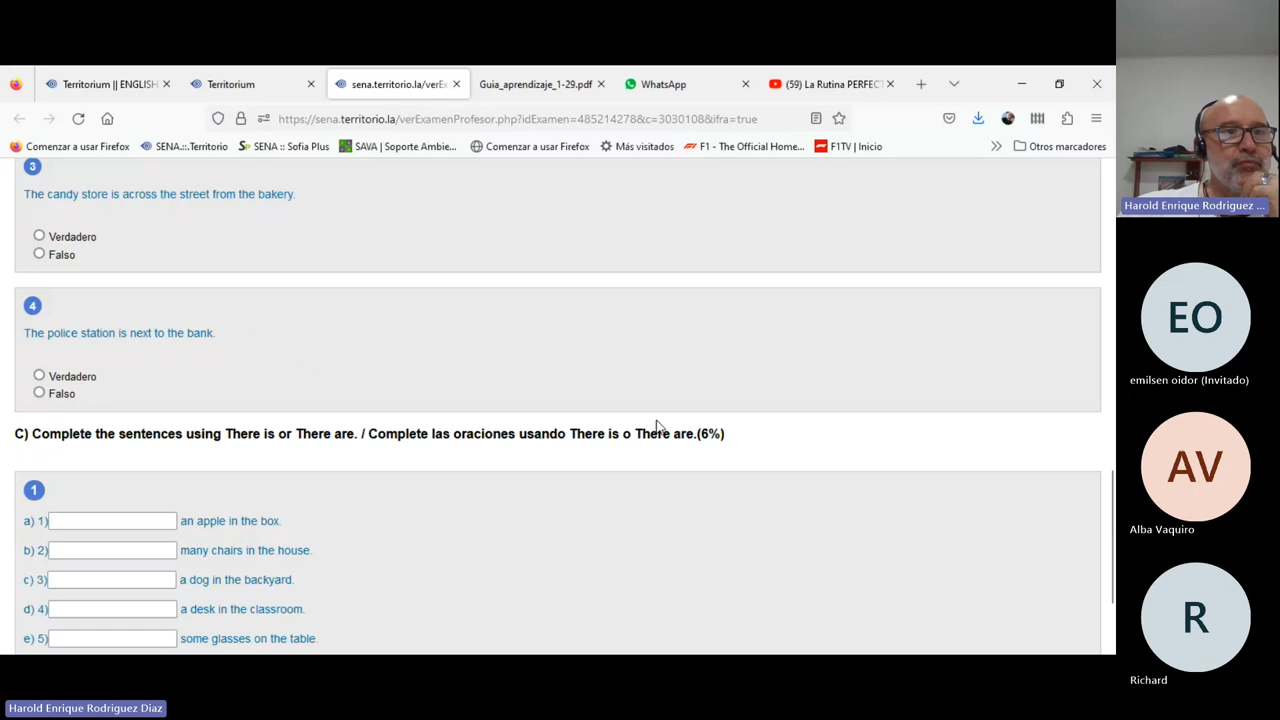 Territorium || ENGLISH
Territorium
sena.territorio.la/verEx
Guia_aprendizaje_1-29.pdf
WhatsApp
(59) La Rutina PERFECT
https://sena.territorio.la/verExamenProfesor.php?idExamen=485214278&c=3030108&ifra=true
Comenzar a usar Firefox
SENA.::.Territorio
SENA :: Sofia Plus
SAVA | Soporte Ambie...
Comenzar a usar Firefox
Más visitados
F1 - The Official Home...
F1TV | Inicio
Otros marcadores
3
The candy store is across the street from the bakery.
Verdadero
Falso
4
The police station is next to the bank.
Verdadero
Falso
C) Complete the sentences using There is or There are. / Complete las oraciones usando There is o There are.(6%)
1
a) 1) an apple in the box.
b) 2) many chairs in the house.
c) 3) a dog in the backyard.
d) 4) a desk in the classroom.
e) 5) some glasses on the table.
Harold Enrique Rodriguez ...
EO
emilsen oidor (Invitado)
AV
Alba Vaquiro
R
Richard
Harold Enrique Rodriguez Diaz